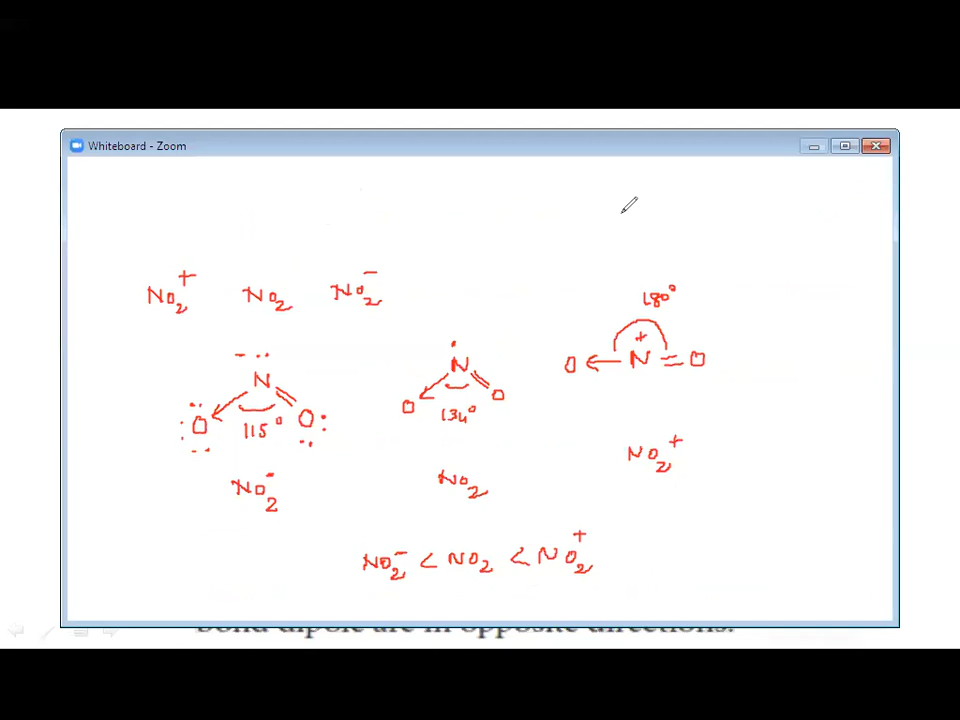 Whiteboard - Zoom
NO2+ NO2 NO2-
180°
- N O O 115°
N O O 134°
O + N O
NO2-
NO2
NO2+
NO2- < NO2 < NO2+
bond dipole are in opposite directions.